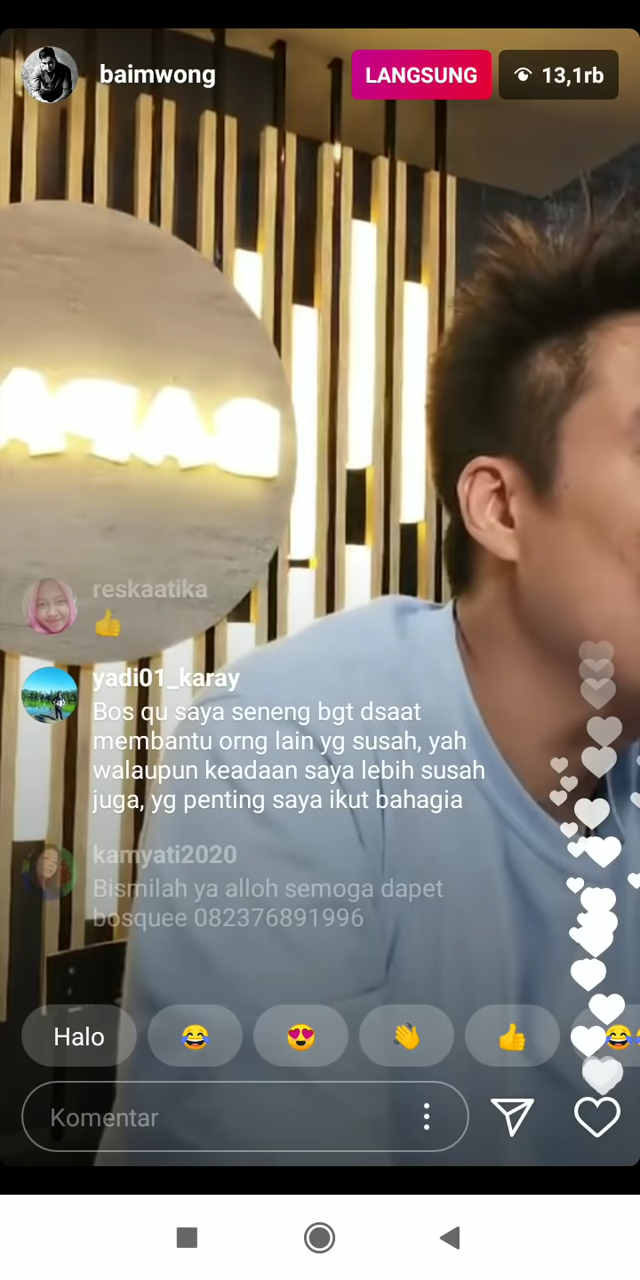 baimwong
LANGSUNG
13,1rb
reskaatika
👍
yadi01_karay
Bos qu saya seneng bgt dsaat
membantu orng lain yg susah, yah
walaupun keadaan saya lebih susah
juga, yg penting saya ikut bahagia
kamyati2020
Bismilah ya alloh semoga dapet
bosquee 082376891996
Halo 😂 😍 👋 👍 😂
Komentar